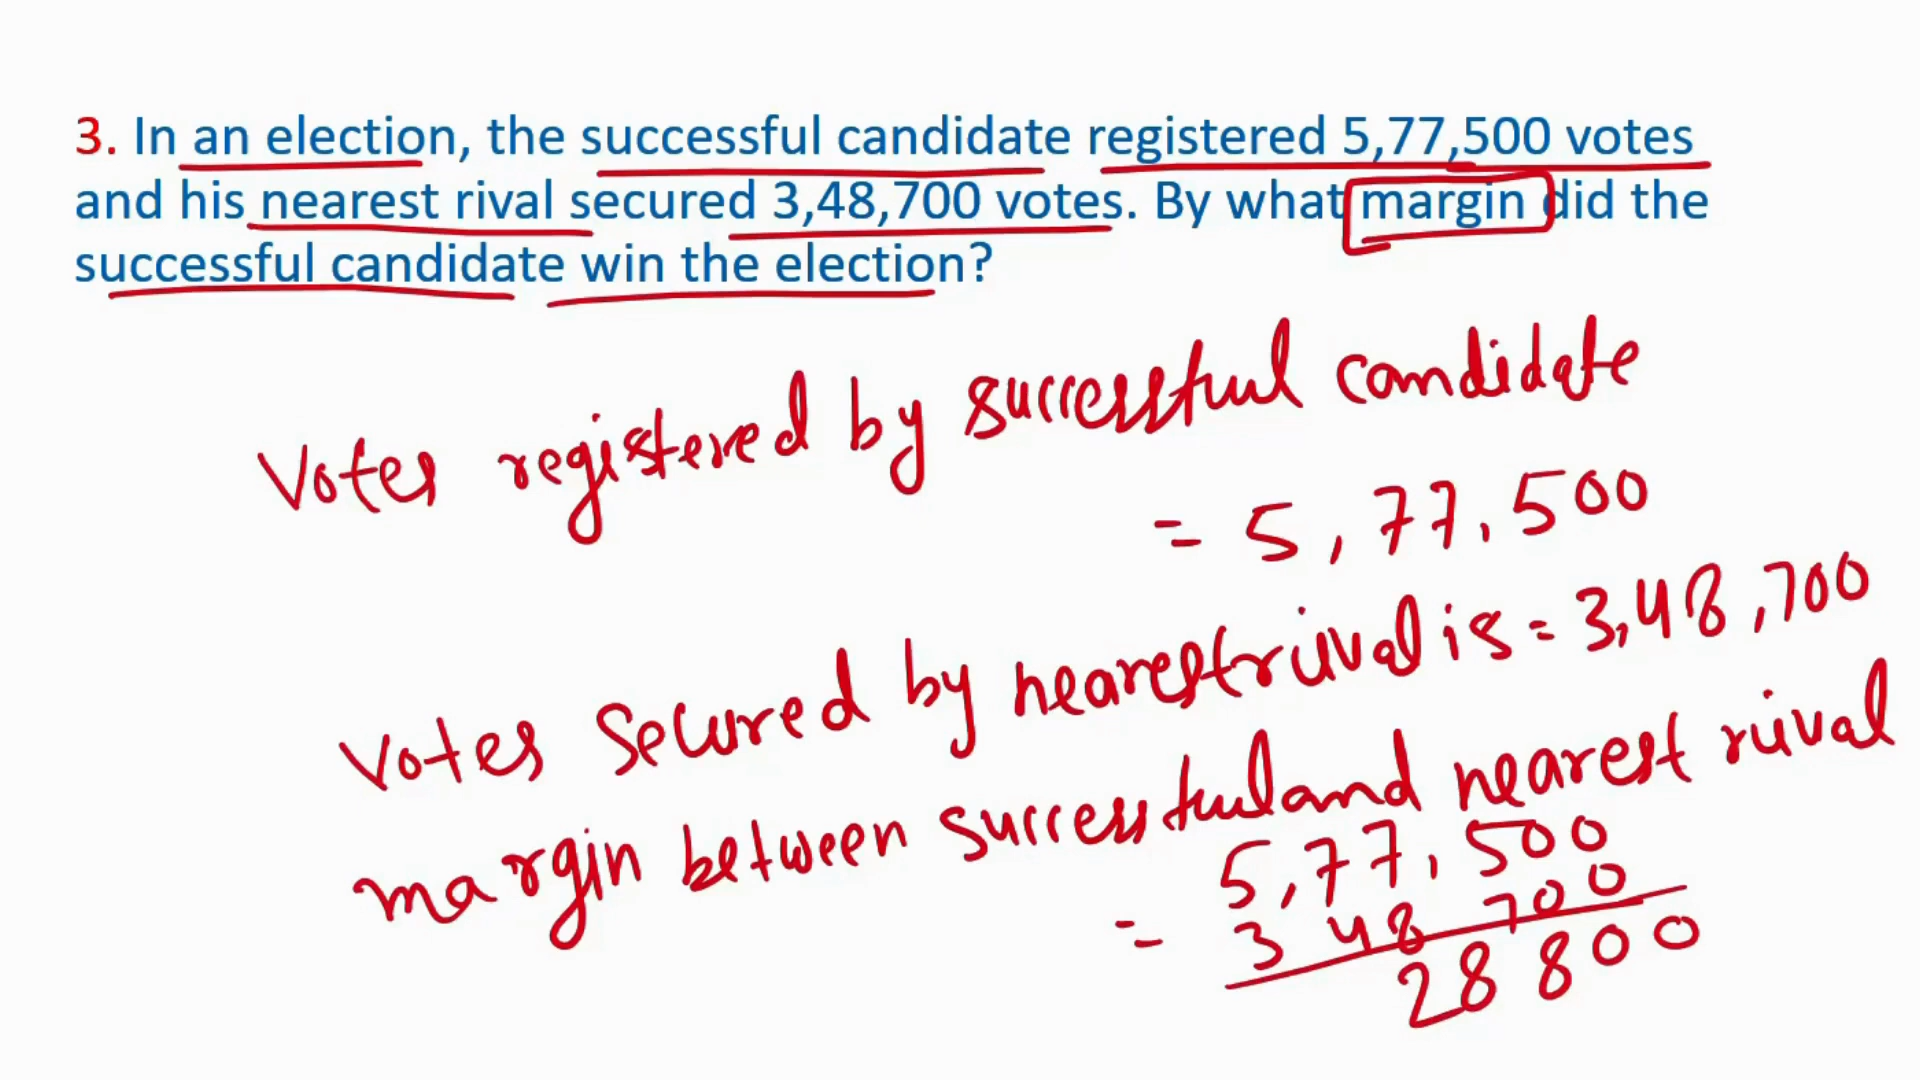 3. In an election, the successful candidate registered 5,77,500 votes
and his nearest rival secured 3,48,700 votes. By what margin did the
successful candidate win the election?
Votes registered by successful candidate
= 5,77,500
Votes secured by nearest rival is = 3,48,700
margin between successful and nearest rival
5,77,500
= 3 48 700
28 800